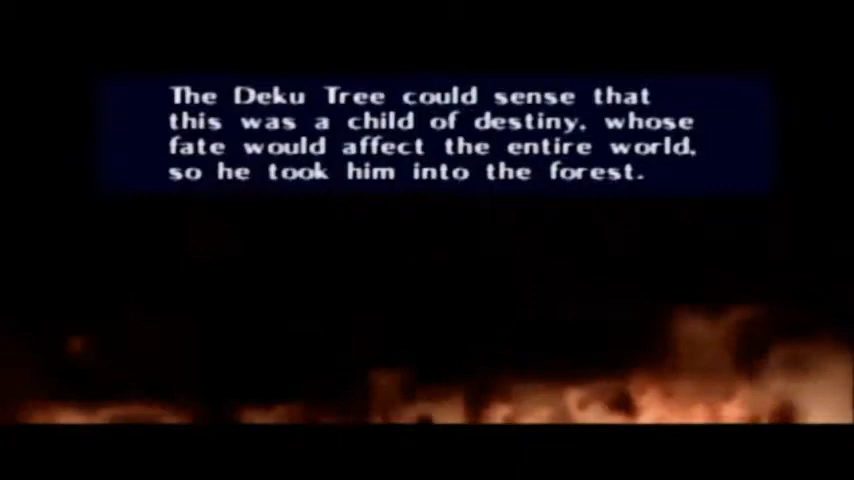 The Deku Tree could sense that
this was a child of destiny, whose
fate would affect the entire world,
so he took him into the forest.